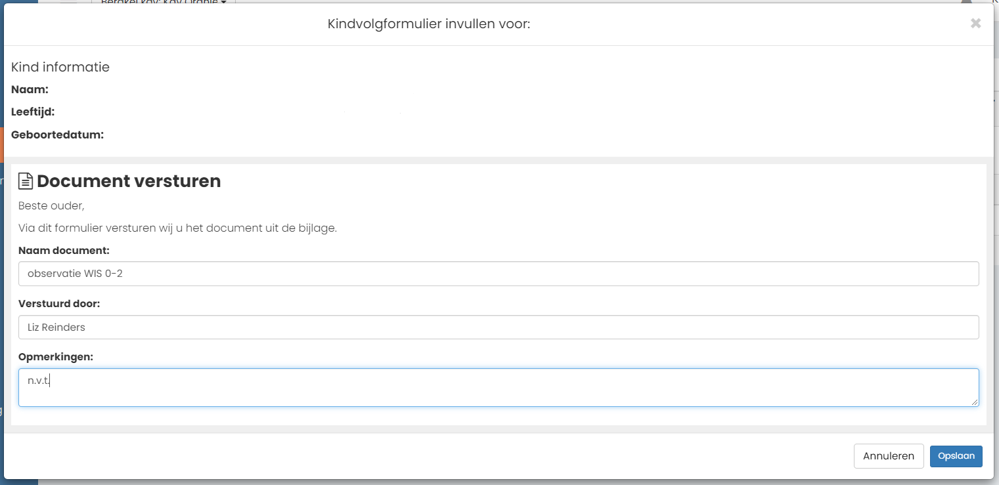 Kindvolgformulier invullen voor:
Kind informatie
Naam:
Leeftijd:
Geboortedatum:
Document versturen
Beste ouder,
Via dit formulier versturen wij u het document uit de bijlage.
Naam document:
observatie WIS 0-2
Verstuurd door:
Liz Reinders
Opmerkingen:
n.v.t.
Annuleren
Opslaan